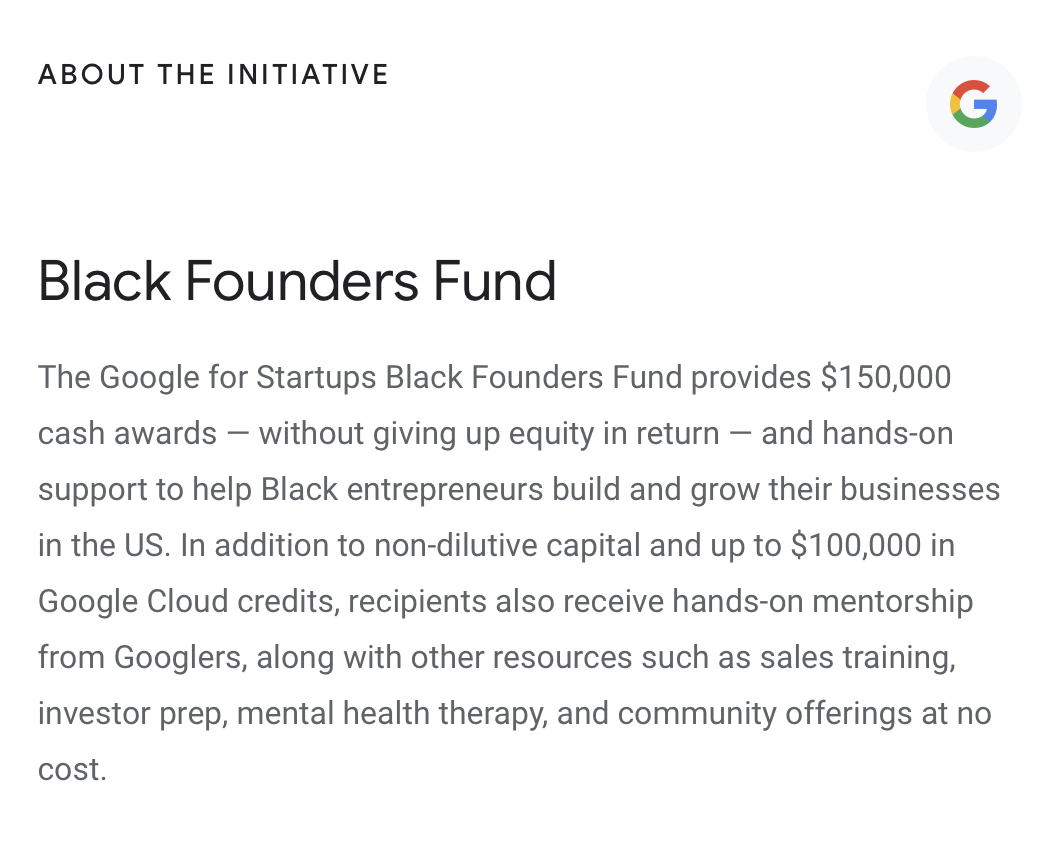 ABOUT THE INITIATIVE
Black Founders Fund
The Google for Startups Black Founders Fund provides $150,000
cash awards — without giving up equity in return — and hands-on
support to help Black entrepreneurs build and grow their businesses
in the US. In addition to non-dilutive capital and up to $100,000 in
Google Cloud credits, recipients also receive hands-on mentorship
from Googlers, along with other resources such as sales training,
investor prep, mental health therapy, and community offerings at no
cost.